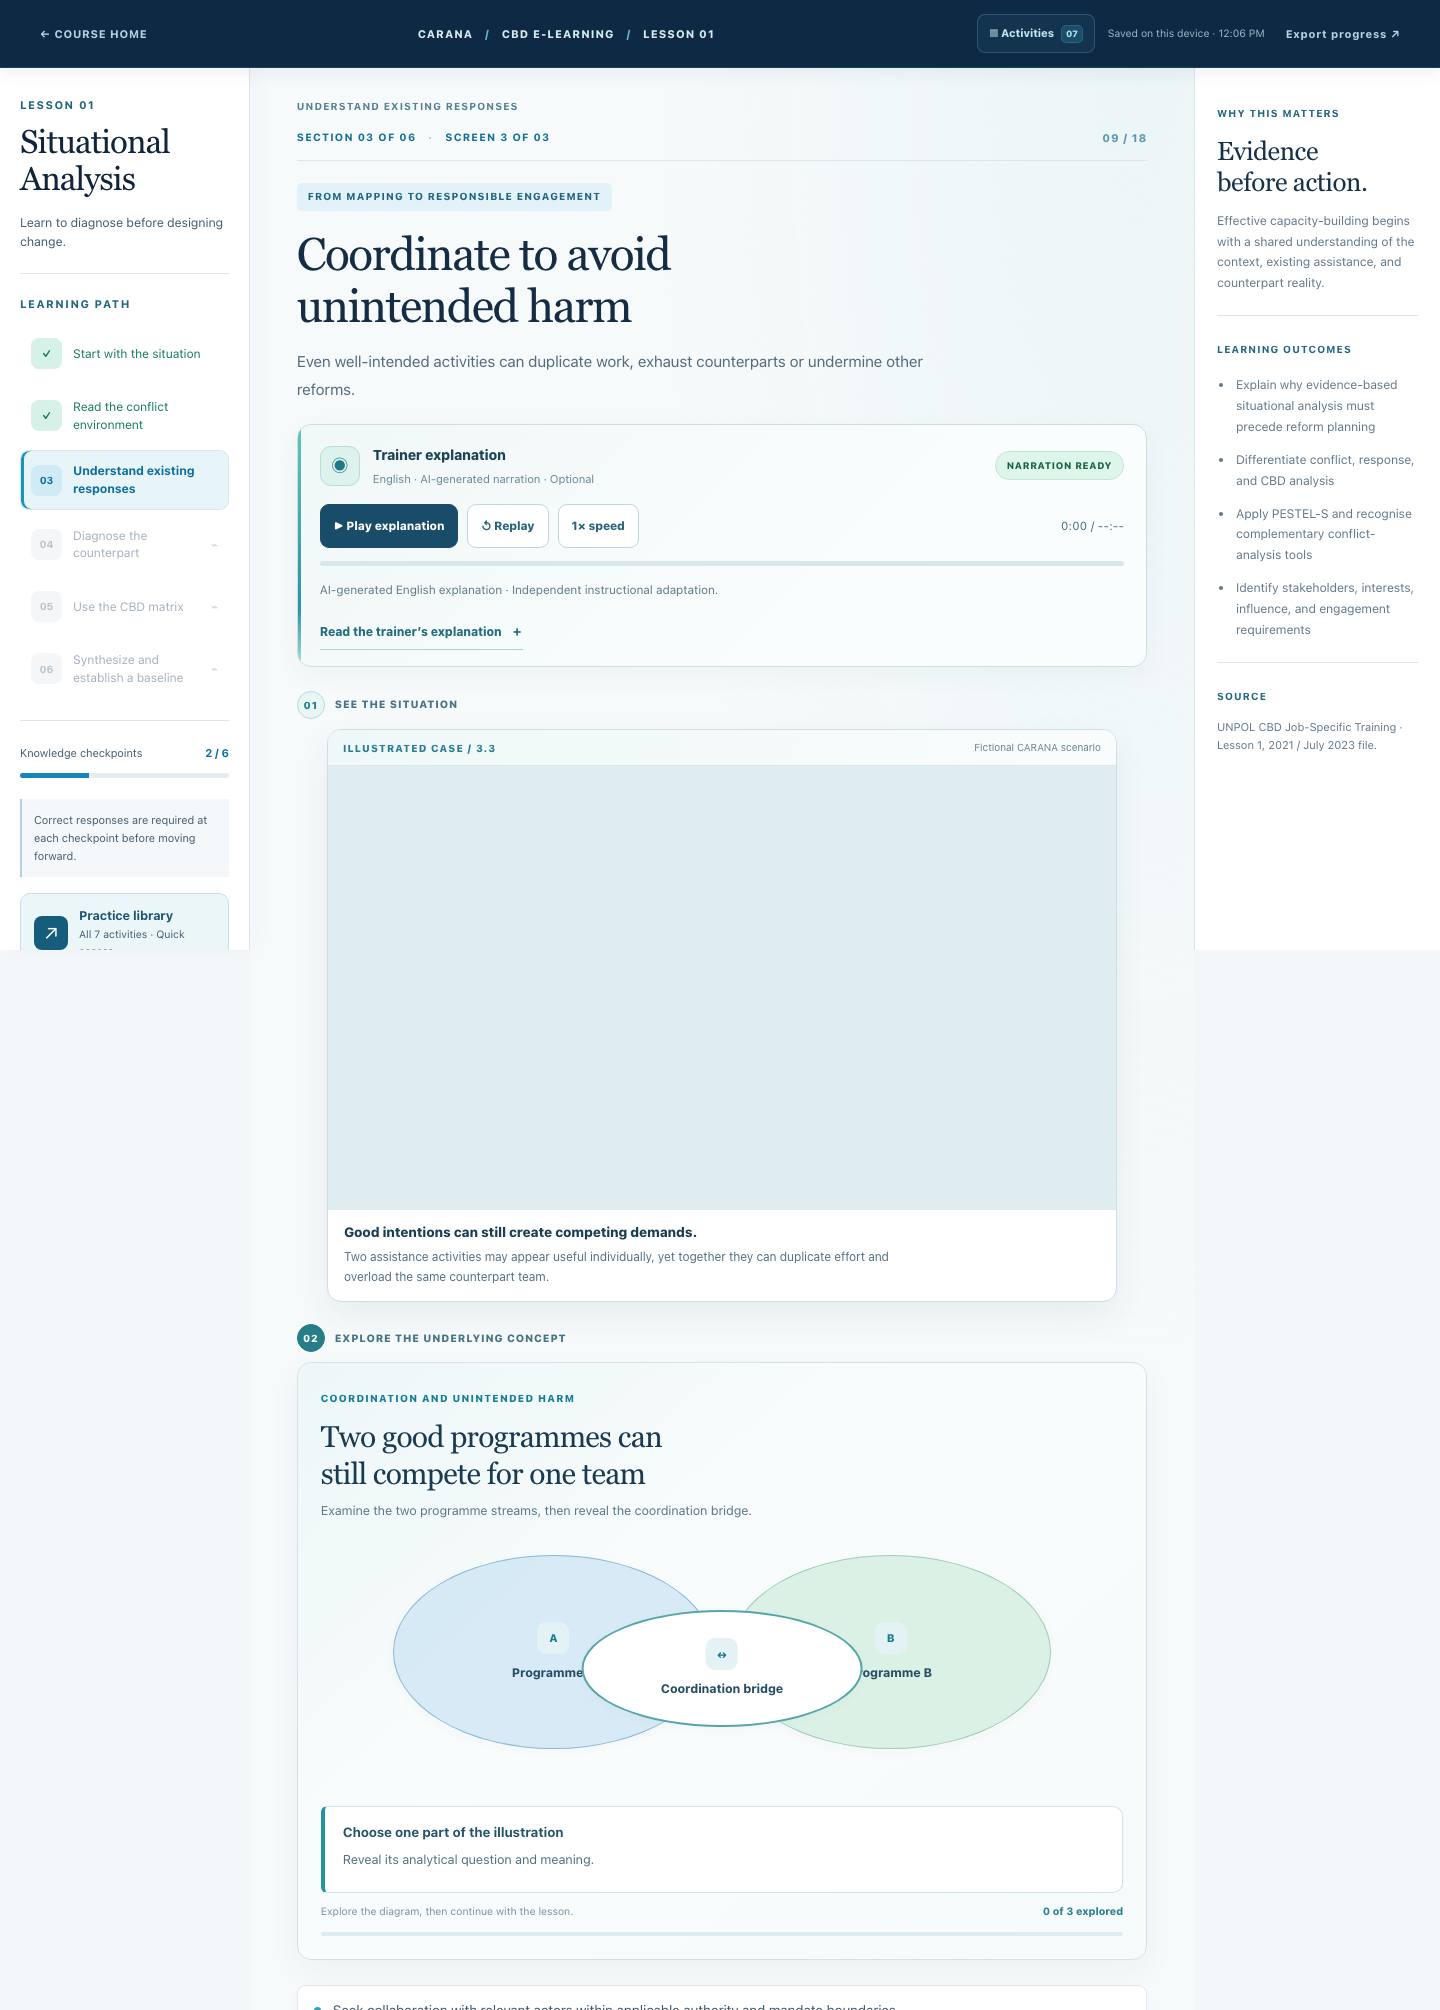 ← COURSE HOME
CARANA / CBD E-LEARNING / LESSON 01
Activities 07
Saved on this device · 12:06 PM
Export progress ↗
LESSON 01
Situational
Analysis
Learn to diagnose before designing
change.
LEARNING PATH
✓ Start with the situation
✓ Read the conflict
environment
03 Understand existing
responses
04 Diagnose the
counterpart
05 Use the CBD matrix
06 Synthesize and
establish a baseline
Knowledge checkpoints 2 / 6
Correct responses are required at
each checkpoint before moving
forward.
Practice library
All 7 activities · Quick
UNDERSTAND EXISTING RESPONSES
SECTION 03 OF 06 · SCREEN 3 OF 03
09 / 18
FROM MAPPING TO RESPONSIBLE ENGAGEMENT
Coordinate to avoid
unintended harm
Even well-intended activities can duplicate work, exhaust counterparts or undermine other
reforms.
Trainer explanation
English · AI-generated narration · Optional
NARRATION READY
▶ Play explanation
↺ Replay
1× speed
0:00 / --:--
AI-generated English explanation · Independent instructional adaptation.
Read the trainer’s explanation +
01 SEE THE SITUATION
ILLUSTRATED CASE / 3.3
Fictional CARANA scenario
Good intentions can still create competing demands.
Two assistance activities may appear useful individually, yet together they can duplicate effort and
overload the same counterpart team.
02 EXPLORE THE UNDERLYING CONCEPT
COORDINATION AND UNINTENDED HARM
Two good programmes can
still compete for one team
Examine the two programme streams, then reveal the coordination bridge.
A
Programme
↔
Coordination bridge
B
ogramme B
Choose one part of the illustration
Reveal its analytical question and meaning.
Explore the diagram, then continue with the lesson.
0 of 3 explored
Seek collaboration with relevant actors within applicable authority and mandate boundaries.
WHY THIS MATTERS
Evidence
before action.
Effective capacity-building begins
with a shared understanding of the
context, existing assistance, and
counterpart reality.
LEARNING OUTCOMES
• Explain why evidence-based
situational analysis must
precede reform planning
• Differentiate conflict, response,
and CBD analysis
• Apply PESTEL-S and recognise
complementary conflict-
analysis tools
• Identify stakeholders, interests,
influence, and engagement
requirements
SOURCE
UNPOL CBD Job-Specific Training ·
Lesson 1, 2021 / July 2023 file.